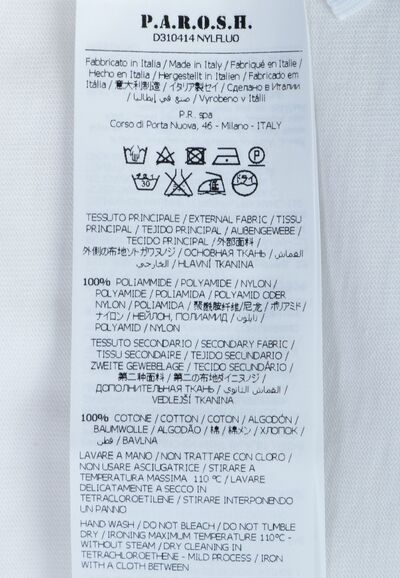 P.A.R.O.S.H.
D310414 NYLFLUO
Fabbricato in Italia / Made in Italy / Fabriqué en Italie /
Hecho en Italia / Hergestellt in Italien / Fabricado em
Itália / 意大利制造 / イタリア製セイ / Сделано в Италии
/ صنع في إيطاليا / Vyrobeno v Itálii
P.R. spa
Corso di Porta Nuova, 46 - Milano - ITALY
30 ドライ
TESSUTO PRINCIPALE / EXTERNAL FABRIC / TISSU
PRINCIPAL / TEJIDO PRINCIPAL / AUßENGEWEBE /
TECIDO PRINCIPAL / 外部面料 /
外側の布地ソトガワヌノジ / ОСНОВНАЯ ТКАНЬ / القماش
الخارجي / HLAVNÍ TKANINA
100% POLIAMMIDE / POLYAMIDE / NYLON /
POLYAMIDE / POLIAMIDA / POLYAMID ODER
NYLON / POLIAMIDA / 聚酰胺纤维/尼龙 / ポリアミド/
ナイロン / НЕЙЛОН, ПОЛИАМИД / نايلون /
POLYAMID / NYLON
TESSUTO SECONDARIO / SECONDARY FABRIC /
TISSU SECONDAIRE / TEJIDO SECUNDARIO /
ZWEITE GEWEBELAGE / TECIDO SECUNDÁRIO /
第二种面料 / 第二の布地ダイニヌノジ /
ДОПОЛНИТЕЛЬНАЯ ТКАНЬ / القماش الثانوي /
VEDLEJŠÍ TKANINA
100% COTONE / COTTON / COTON / ALGODÓN /
BAUMWOLLE / ALGODÃO / 棉 / 綿メン / ХЛОПОК /
قطن / BAVLNA
LAVARE A MANO / NON TRATTARE CON CLORO /
NON USARE ASCIUGATRICE / STIRARE A
TEMPERATURA MASSIMA 110 °C / LAVARE
DELICATAMENTE A SECCO IN
TETRACLOROETILENE / STIRARE INTERPONENDO
UN PANNO
HAND WASH / DO NOT BLEACH / DO NOT TUMBLE
DRY / IRONING MAXIMUM TEMPERATURE 110°C -
WITHOUT STEAM / DRY CLEANING IN
TETRACHLOROETHENE - MILD PROCESS / IRON
WITH A CLOTH BETWEEN